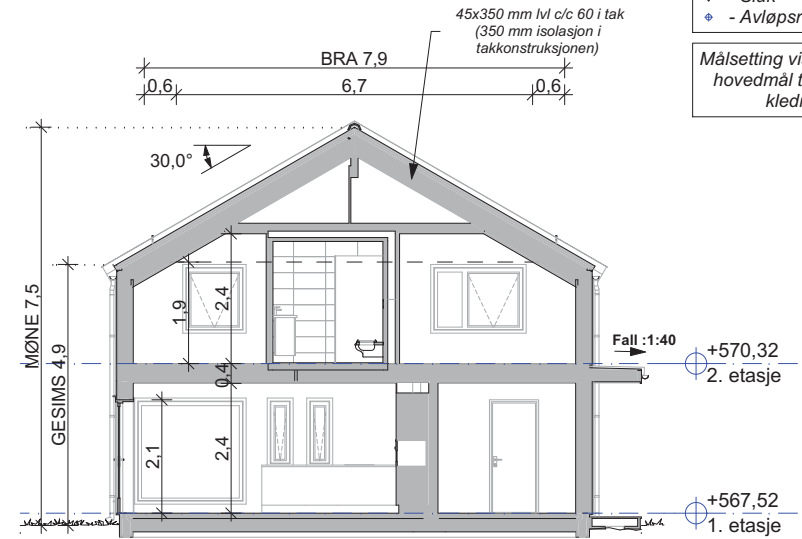 45x350 mm lvl c/c 60 i tak
(350 mm isolasjon i
takkonstruksjonen)
- Avløpsr
Målsetting vi
hovedmål t
kledn
BRA 7,9
0,6
6,7
0,6
30,0°
MØNE 7,5
GESIMS 4,9
1,9
2,4
0,4
2,1
2,4
Fall :1:40
+570,32
2. etasje
+567,52
1. etasje